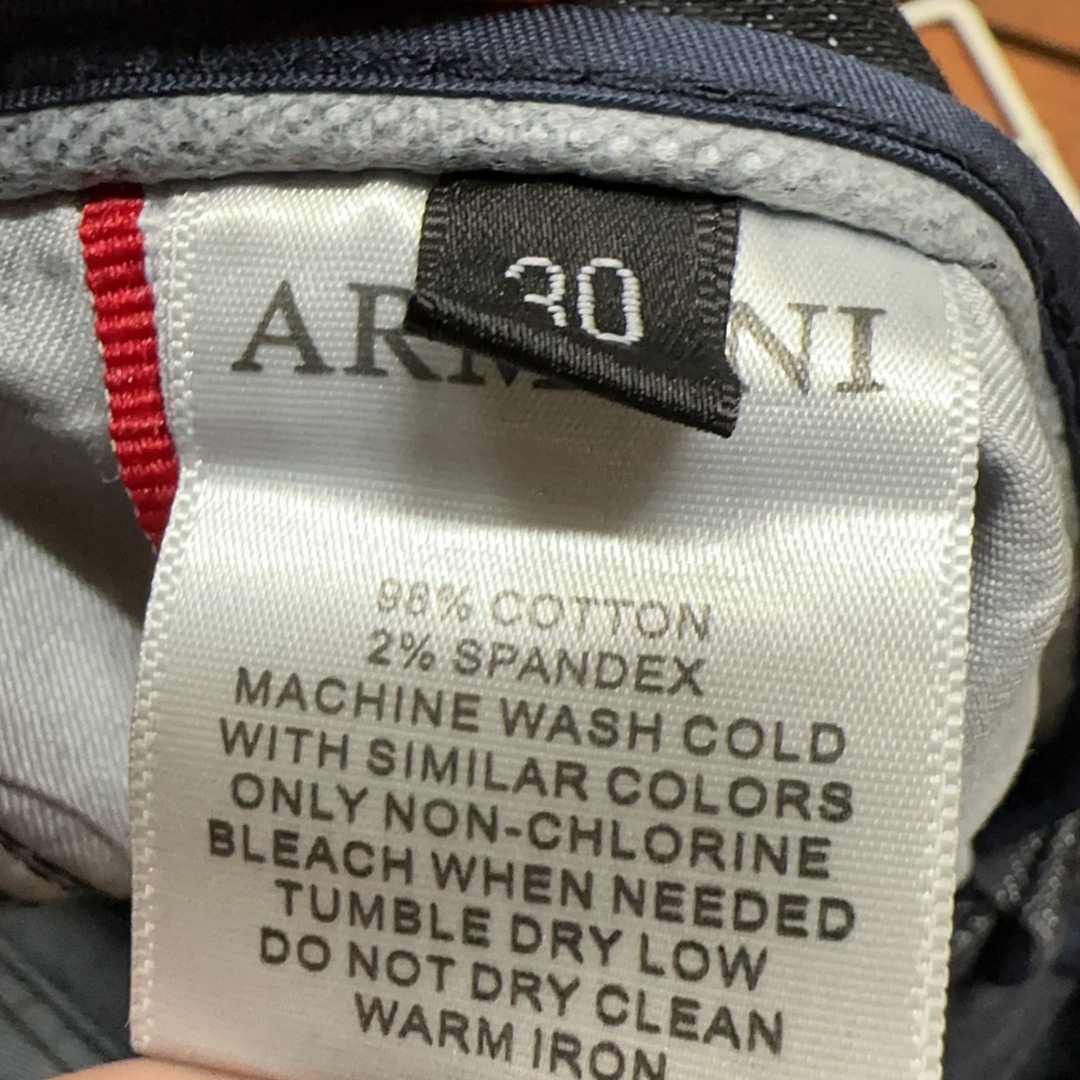 30
ARMANI
98% COTTON
2% SPANDEX
MACHINE WASH COLD
WITH SIMILAR COLORS
ONLY NON-CHLORINE
BLEACH WHEN NEEDED
TUMBLE DRY LOW
DO NOT DRY CLEAN
WARM IRON